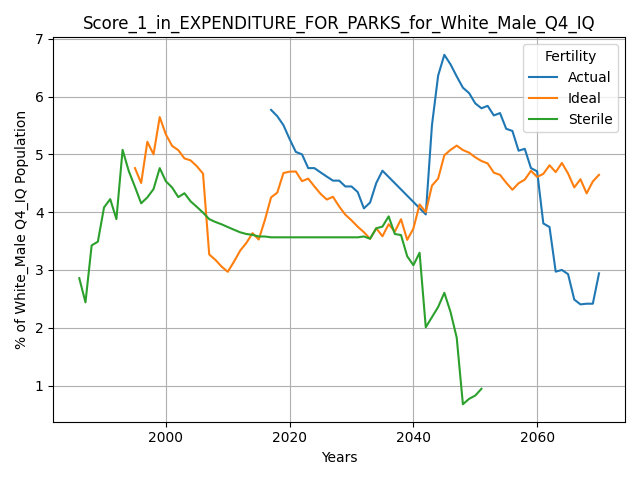 Score_1_in_EXPENDITURE_FOR_PARKS_for_White_Male_Q4_IQ
% of White_Male Q4_IQ Population
7
6
5
4
3
2
1
Fertility
Actual
Ideal
Sterile
2000 2020 2040 2060
Years